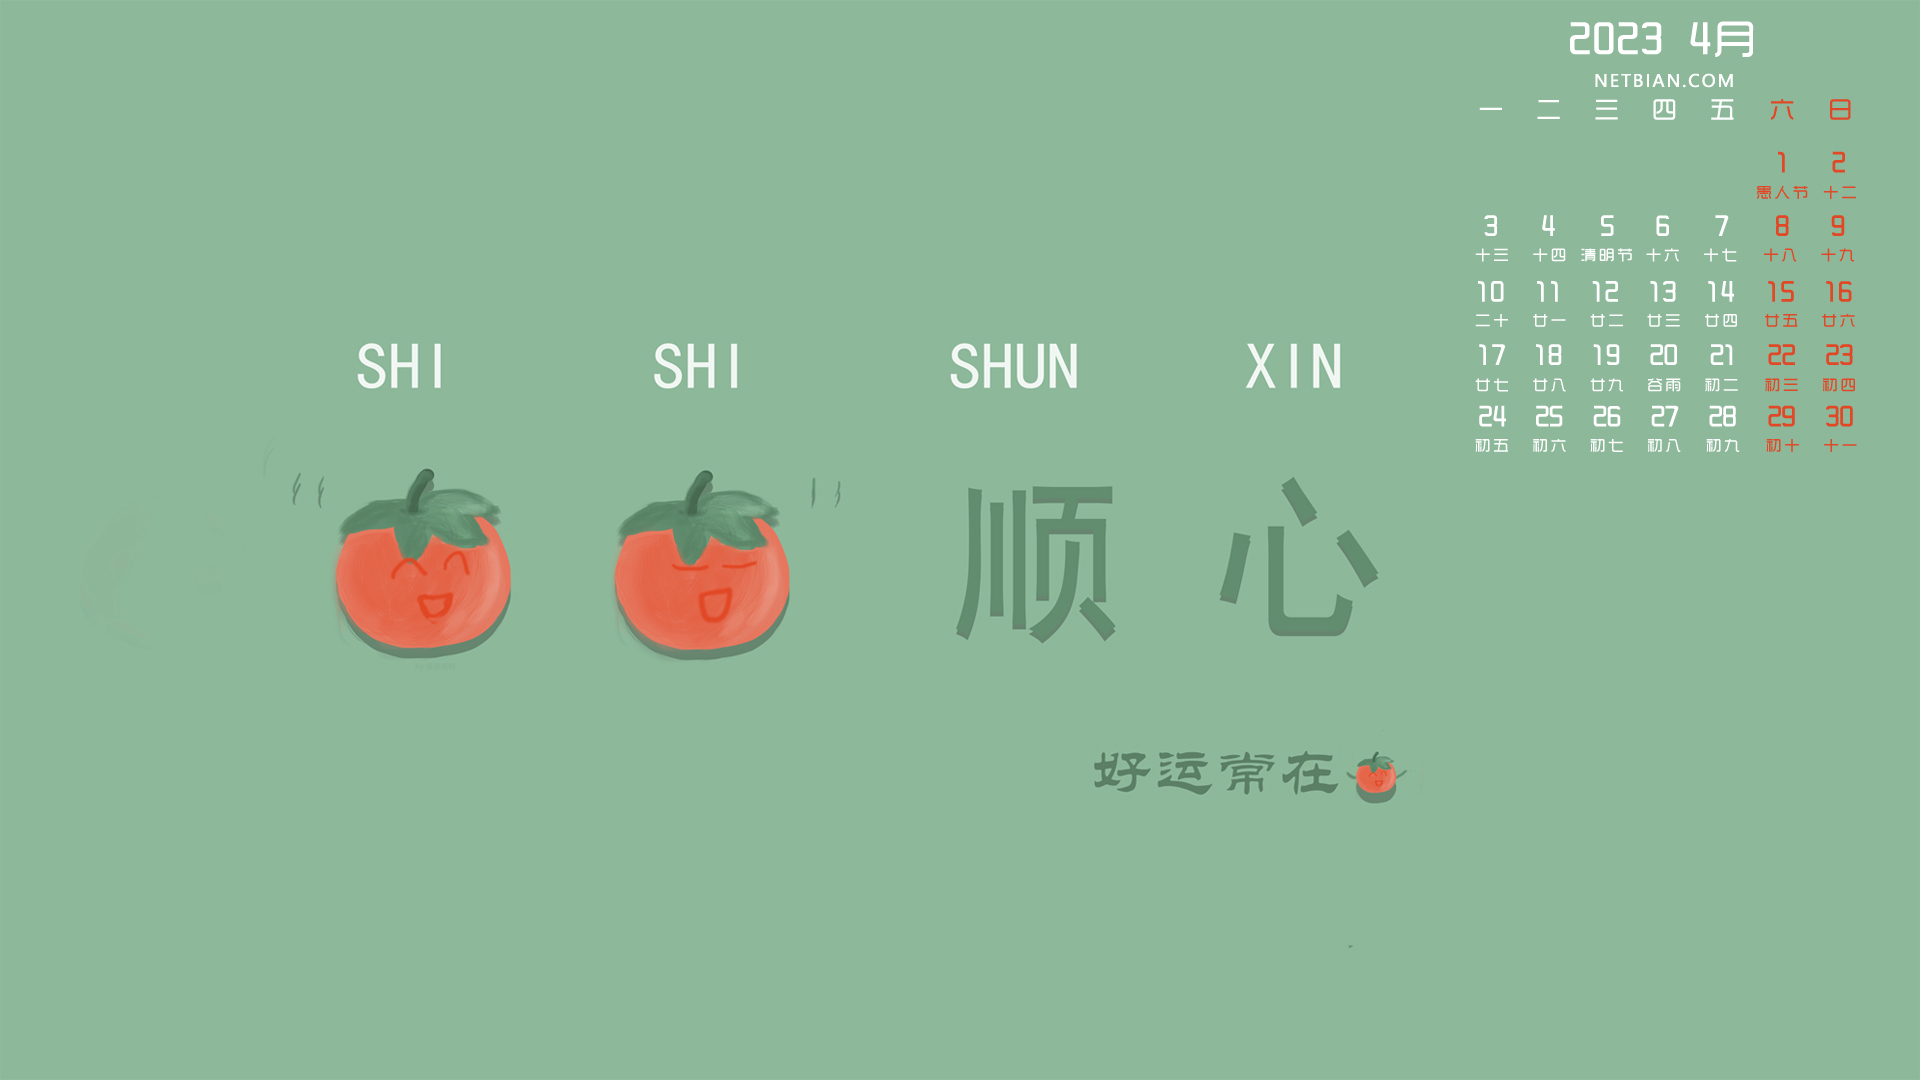 2023 4月
NETBIAN.COM
一 二 三 四 五 六 日
1 2
愚人节 十二
3 4 5 6 7 8 9
十三 十四 清明节 十六 十七 十八 十九
10 11 12 13 14 15 16
二十 廿一 廿二 廿三 廿四 廿五 廿六
17 18 19 20 21 22 23
廿七 廿八 廿九 谷雨 初二 初三 初四
24 25 26 27 28 29 30
初五 初六 初七 初八 初九 初十 十一
SHI SHI SHUN XIN
顺 心
好运常在